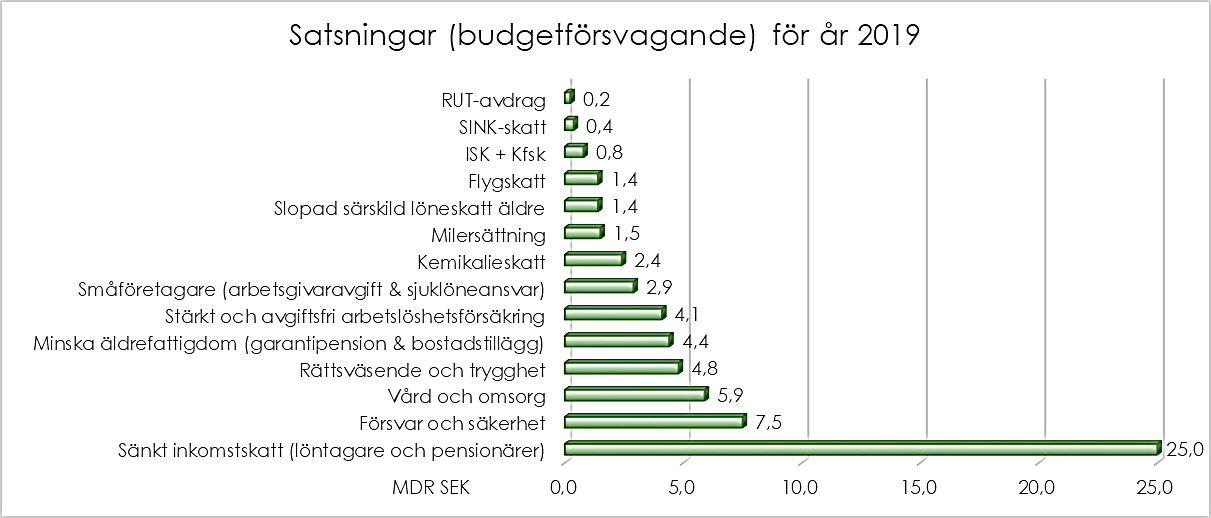 Satsningar (budgetförsvagande) för år 2019
RUT-avdrag 0,2
SINK-skatt 0,4
ISK + Kfsk 0,8
Flygskatt 1,4
Slopad särskild löneskatt äldre 1,4
Milersättning 1,5
Kemikalieskatt 2,4
Småföretagare (arbetsgivaravgift & sjuklöneansvar) 2,9
Stärkt och avgiftsfri arbetslöshetsförsäkring 4,1
Minska äldrefattigdom (garantipension & bostadstillägg) 4,4
Rättsväsende och trygghet 4,8
Vård och omsorg 5,9
Försvar och säkerhet 7,5
Sänkt inkomstskatt (löntagare och pensionärer) 25,0
MDR SEK 0,0 5,0 10,0 15,0 20,0 25,0